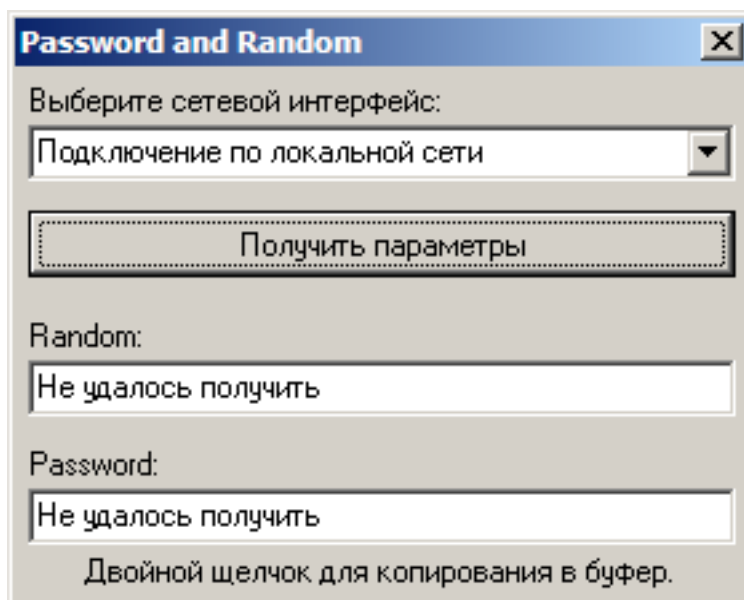 Password and Random
Выберите сетевой интерфейс:
Подключение по локальной сети
Получить параметры
Random:
Не удалось получить
Password:
Не удалось получить
Двойной щелчок для копирования в буфер.